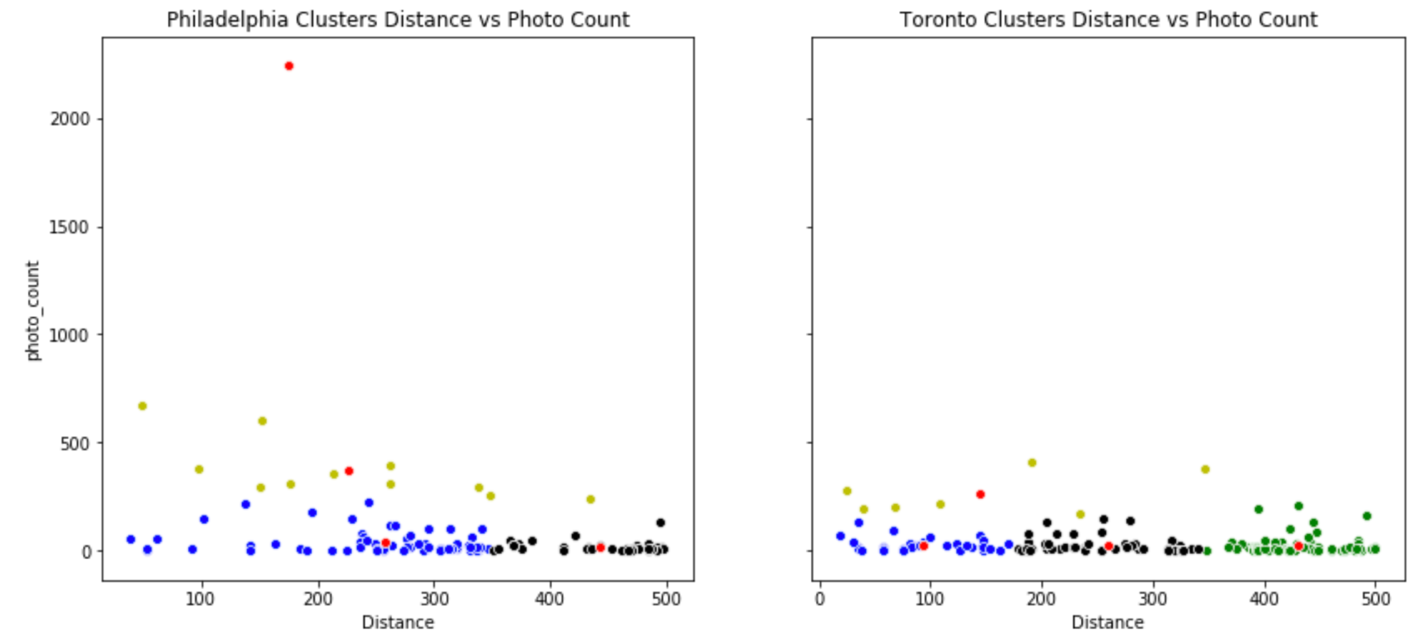 Philadelphia Clusters Distance vs Photo Count
2000
1500
1000
500
0
photo_count
100 200 300 400 500
Distance
Toronto Clusters Distance vs Photo Count
0 100 200 300 400 500
Distance